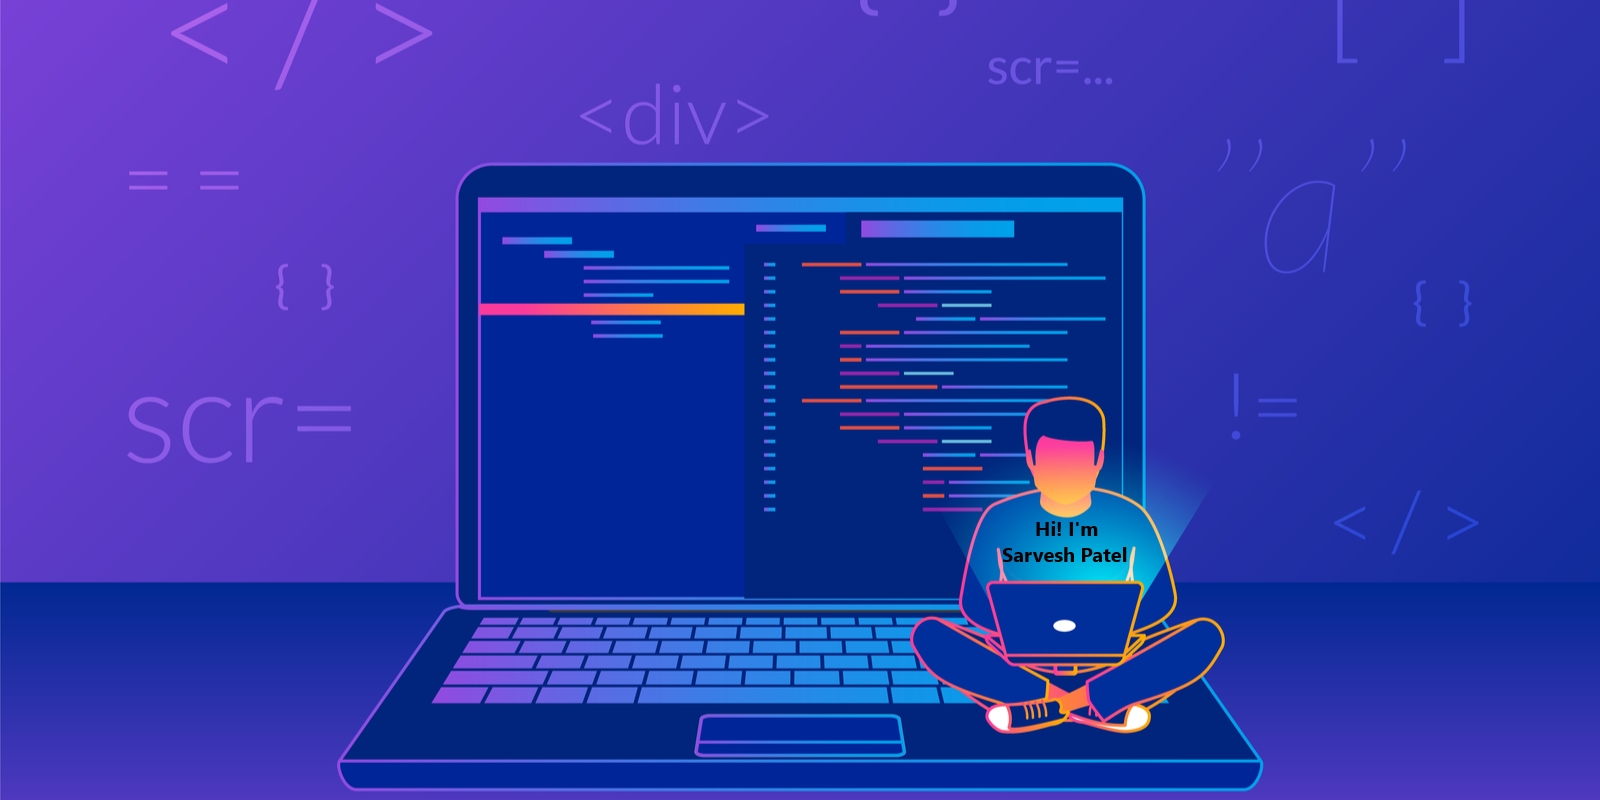 </>
{ }
scr=...
[ ]
<div>
= =
,, a ,,
{ }
{ }
scr=
!=
</>
Hi! I'm
Sarvesh Patel